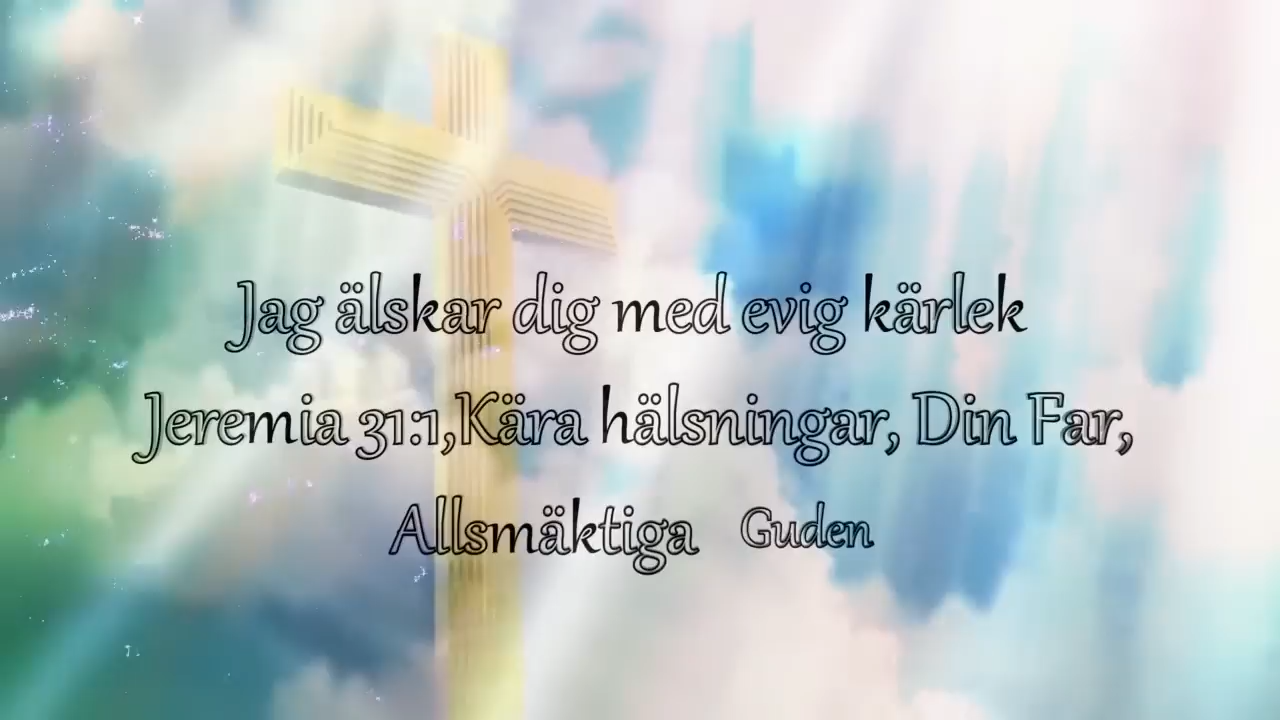 Jag älskar dig med evig kärlek
Jeremia 31:1,Kära hälsningar, Din Far,
Allsmäktiga Guden